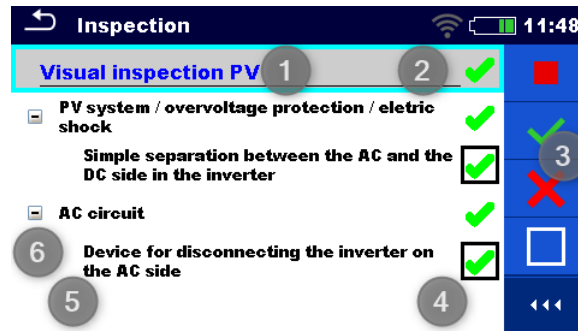 Inspection
11:48
Visual inspection PV
1
2
PV system / overvoltage protection / eletric
shock
Simple separation between the AC and the
DC side in the inverter
3
AC circuit
6
Device for disconnecting the inverter on
the AC side
5
4